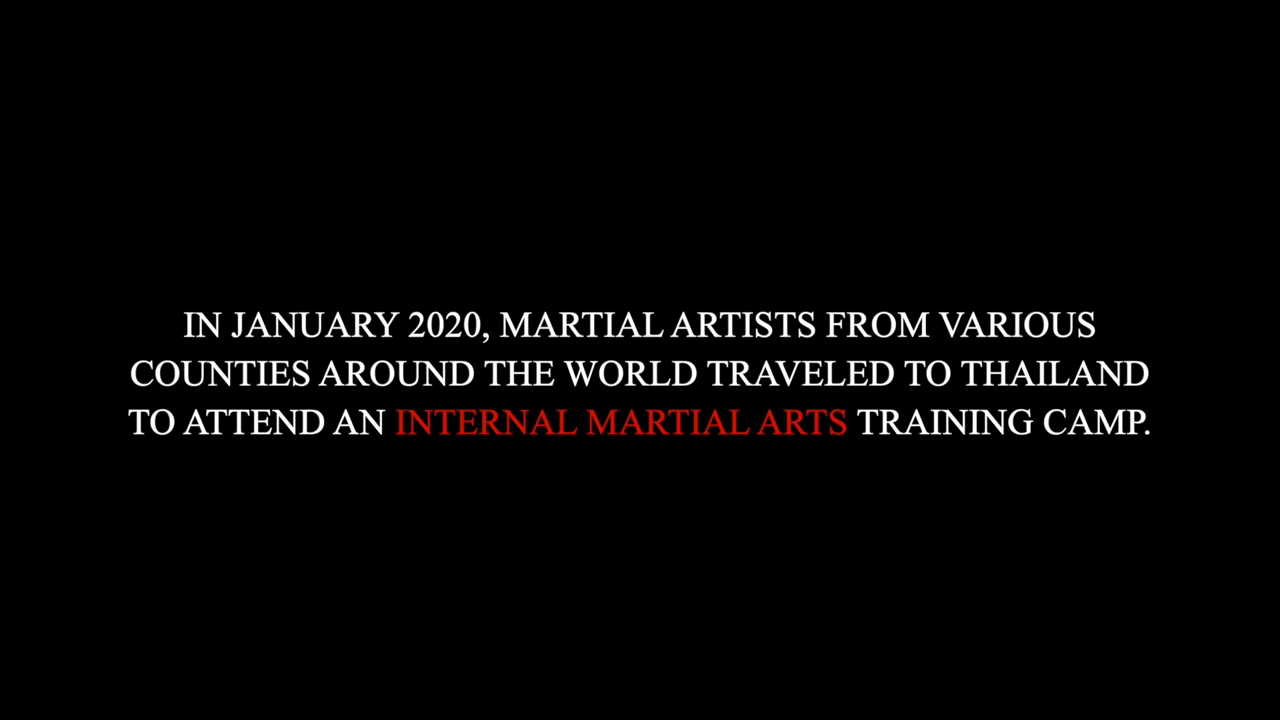 IN JANUARY 2020, MARTIAL ARTISTS FROM VARIOUS
COUNTIES AROUND THE WORLD TRAVELED TO THAILAND
TO ATTEND AN INTERNAL MARTIAL ARTS TRAINING CAMP.